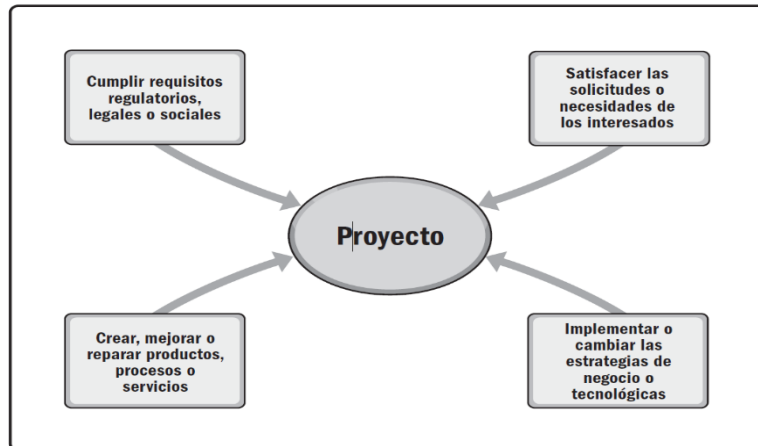 Cumplir requisitos
regulatorios,
legales o sociales
Satisfacer las
solicitudes o
necesidades de
los interesados
Proyecto
Crear, mejorar o
reparar productos,
procesos o
servicios
Implementar o
cambiar las
estrategias de
negocio o
tecnológicas